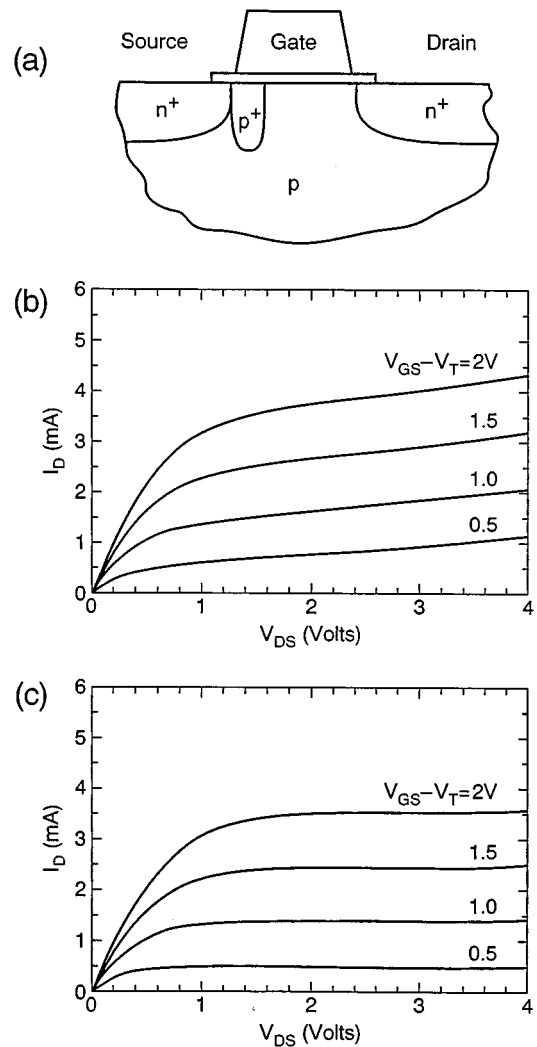 (a)
Source Gate Drain
n+ p+ n+
p
(b)
6
5
4
3
2
1
0
I_D (mA)
V_GS–V_T=2V
1.5
1.0
0.5
0 1 2 3 4
V_DS (Volts)
(c)
6
5
4
3
2
1
0
I_D (mA)
V_GS–V_T=2V
1.5
1.0
0.5
0 1 2 3 4
V_DS (Volts)